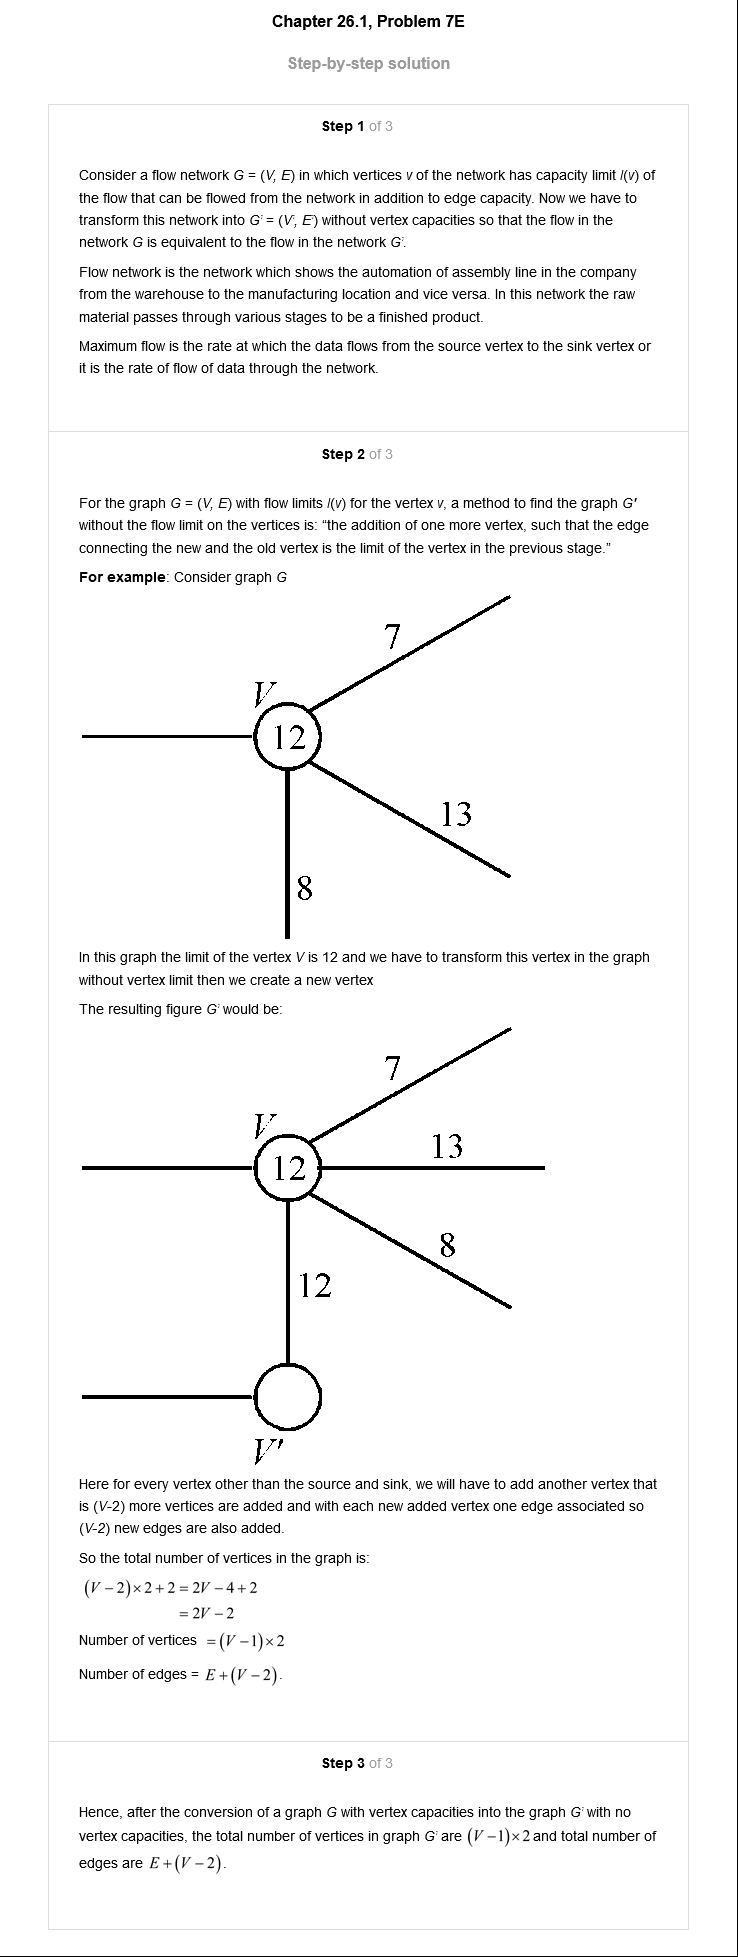 Chapter 26.1, Problem 7E
Step-by-step solution
Step 1 of 3
Consider a flow network G = (V, E) in which vertices v of the network has capacity limit l(v) of
the flow that can be flowed from the network in addition to edge capacity. Now we have to
transform this network into G' = (V', E') without vertex capacities so that the flow in the
network G is equivalent to the flow in the network G'.
Flow network is the network which shows the automation of assembly line in the company
from the warehouse to the manufacturing location and vice versa. In this network the raw
material passes through various stages to be a finished product.
Maximum flow is the rate at which the data flows from the source vertex to the sink vertex or
it is the rate of flow of data through the network.
Step 2 of 3
For the graph G = (V, E) with flow limits l(v) for the vertex v, a method to find the graph G'
without the flow limit on the vertices is: “the addition of one more vertex, such that the edge
connecting the new and the old vertex is the limit of the vertex in the previous stage.”
For example: Consider graph G
7
V
12
13
8
In this graph the limit of the vertex V is 12 and we have to transform this vertex in the graph
without vertex limit then we create a new vertex
The resulting figure G' would be:
7
V
13
12
8
12
V'
Here for every vertex other than the source and sink, we will have to add another vertex that
is (V-2) more vertices are added and with each new added vertex one edge associated so
(V-2) new edges are also added.
So the total number of vertices in the graph is:
(V − 2) × 2 + 2 = 2V − 4 + 2
= 2V − 2
Number of vertices = (V − 1) × 2
Number of edges = E + (V − 2).
Step 3 of 3
Hence, after the conversion of a graph G with vertex capacities into the graph G' with no
vertex capacities, the total number of vertices in graph G' are (V − 1) × 2 and total number of
edges are E + (V − 2).